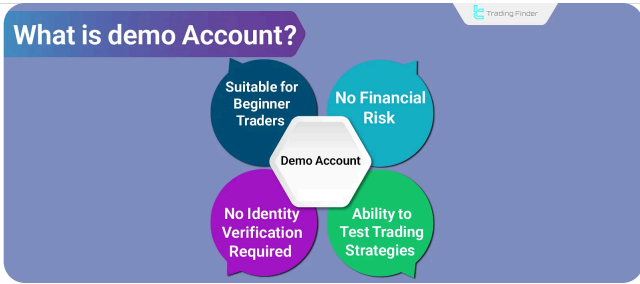 What is demo Account?
Trading Finder
Suitable for
Beginner
Traders
No Financial
Risk
Demo Account
No Identity
Verification
Required
Ability to
Test Trading
Strategies